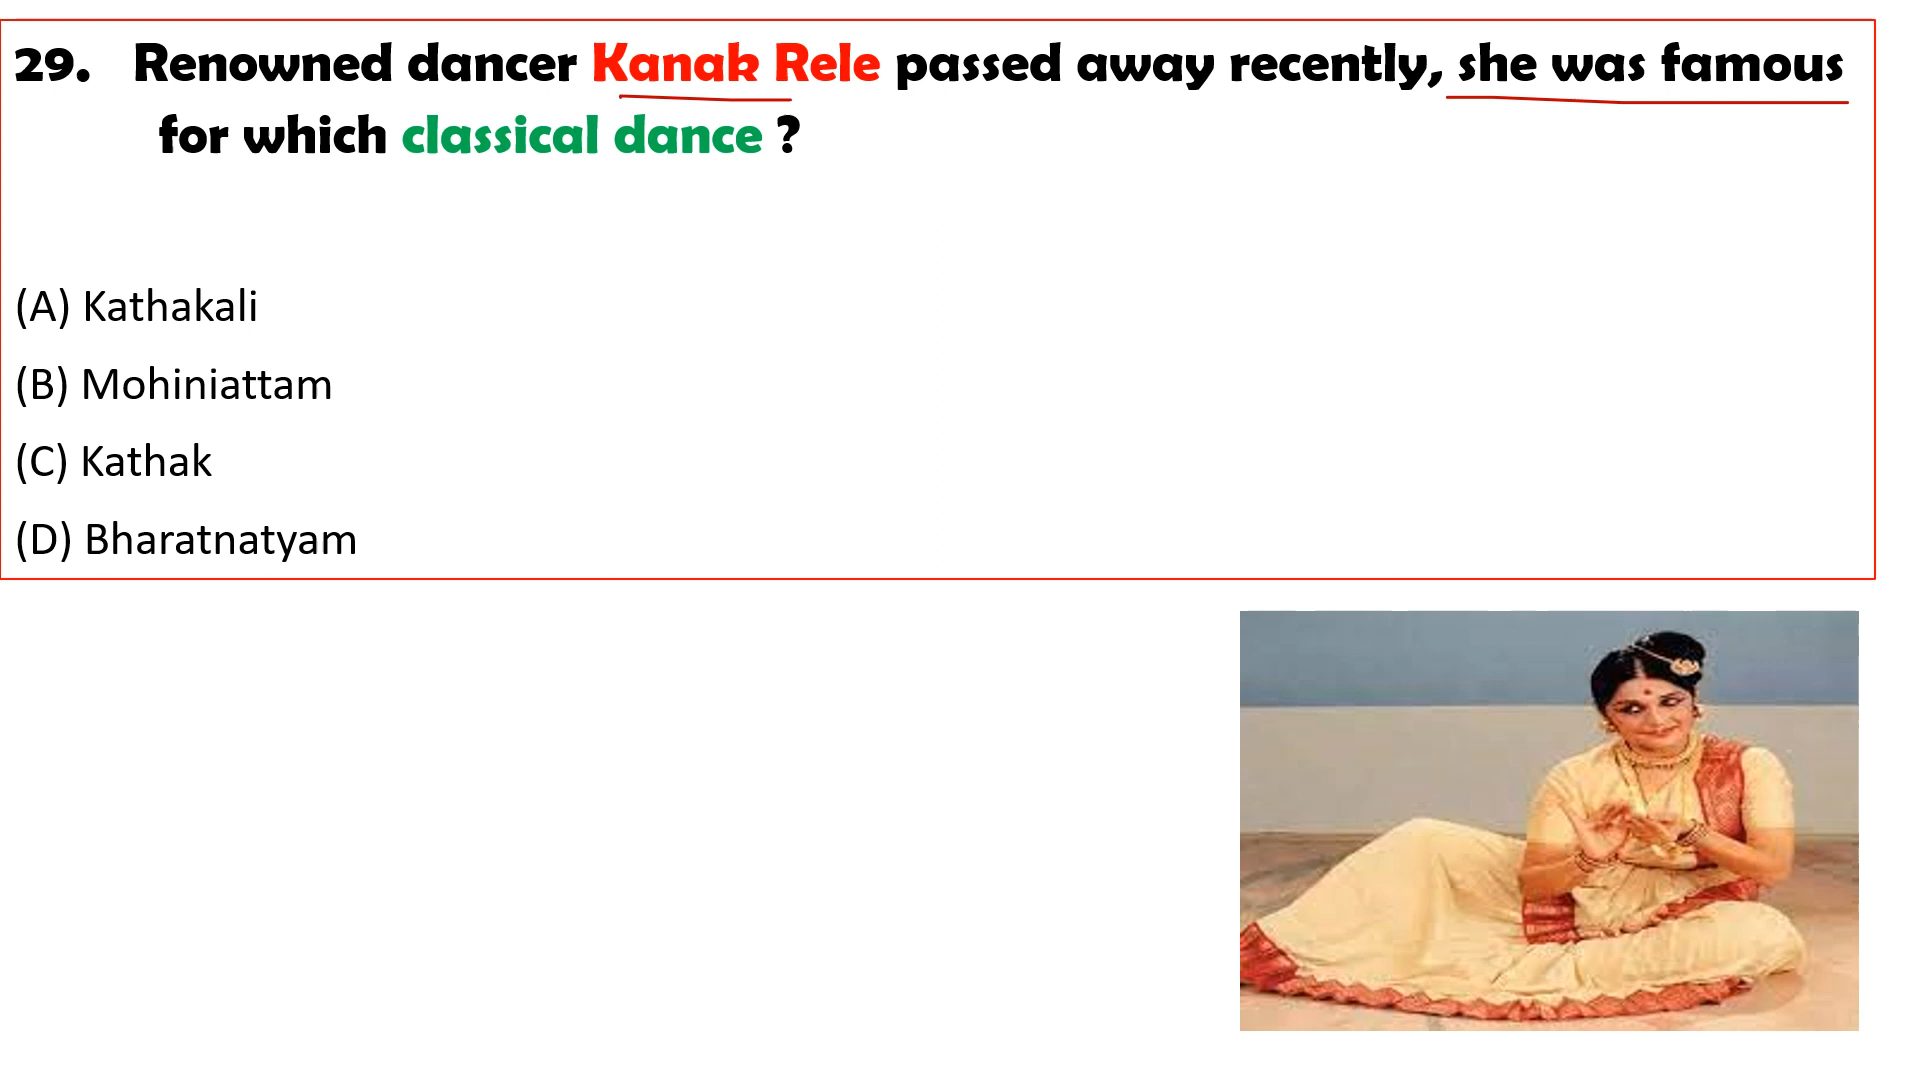 29. Renowned dancer Kanak Rele passed away recently, she was famous
for which classical dance ?
(A) Kathakali
(B) Mohiniattam
(C) Kathak
(D) Bharatnatyam